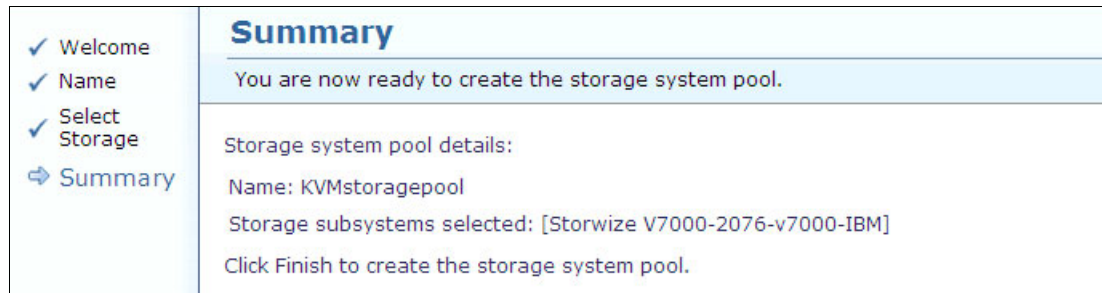 Welcome
Name
Select
Storage
Summary
Summary
You are now ready to create the storage system pool.
Storage system pool details:
Name: KVMstoragepool
Storage subsystems selected: [Storwize V7000-2076-v7000-IBM]
Click Finish to create the storage system pool.